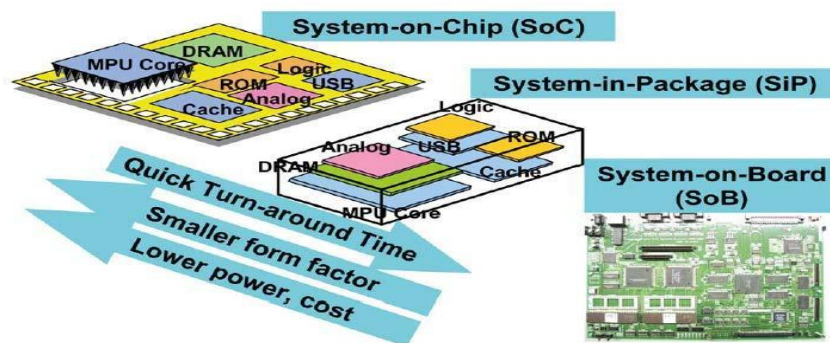 System-on-Chip (SoC)
DRAM
MPU Core
Logic
ROM
USB
Analog
Cache
System-in-Package (SiP)
Logic
Analog
USB
ROM
DRAM
Cache
MPU Core
System-on-Board
(SoB)
Quick Turn-around Time
Smaller form factor
Lower power, cost